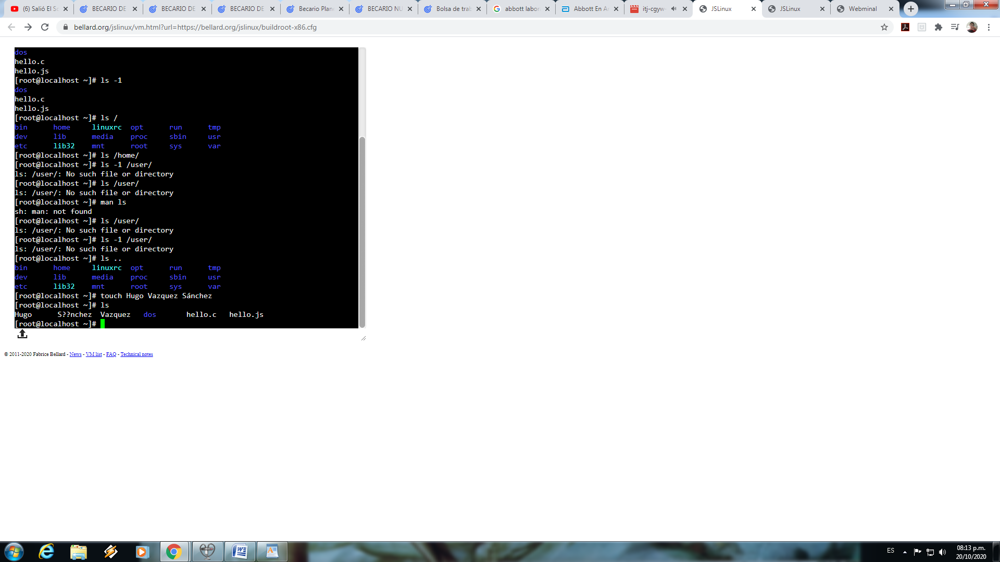 (6) Salió El So
BECARIO DE
BECARIO DE
BECARIO DE
Becario Plan
BECARIO NU
Bolsa de trab
abbott labor
Abbott En A
itj-cgyw-
JSLinux
JSLinux
Webminal
bellard.org/jslinux/vm.html?url=https://bellard.org/jslinux/buildroot-x86.cfg
dos
hello.c
hello.js
[root@localhost ~]# ls -1
dos
hello.c
hello.js
[root@localhost ~]# ls /
bin home linuxrc opt run tmp
dev lib media proc sbin usr
etc lib32 mnt root sys var
[root@localhost ~]# ls /home/
[root@localhost ~]# ls -1 /user/
ls: /user/: No such file or directory
[root@localhost ~]# ls /user/
ls: /user/: No such file or directory
[root@localhost ~]# man ls
sh: man: not found
[root@localhost ~]# ls /user/
ls: /user/: No such file or directory
[root@localhost ~]# ls -1 /user/
ls: /user/: No such file or directory
[root@localhost ~]# ls ..
bin home linuxrc opt run tmp
dev lib media proc sbin usr
etc lib32 mnt root sys var
[root@localhost ~]# touch Hugo Vazquez Sánchez
[root@localhost ~]# ls
Hugo S??nchez Vazquez dos hello.c hello.js
[root@localhost ~]#
© 2011-2020 Fabrice Bellard - News - VM list - FAQ - Technical notes
ES
08:13 p.m.
20/10/2020